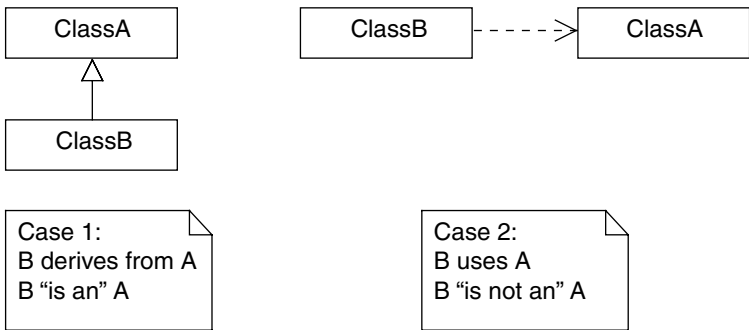 ClassA
ClassB
ClassA
ClassB
Case 1:
B derives from A
B “is an” A
Case 2:
B uses A
B “is not an” A